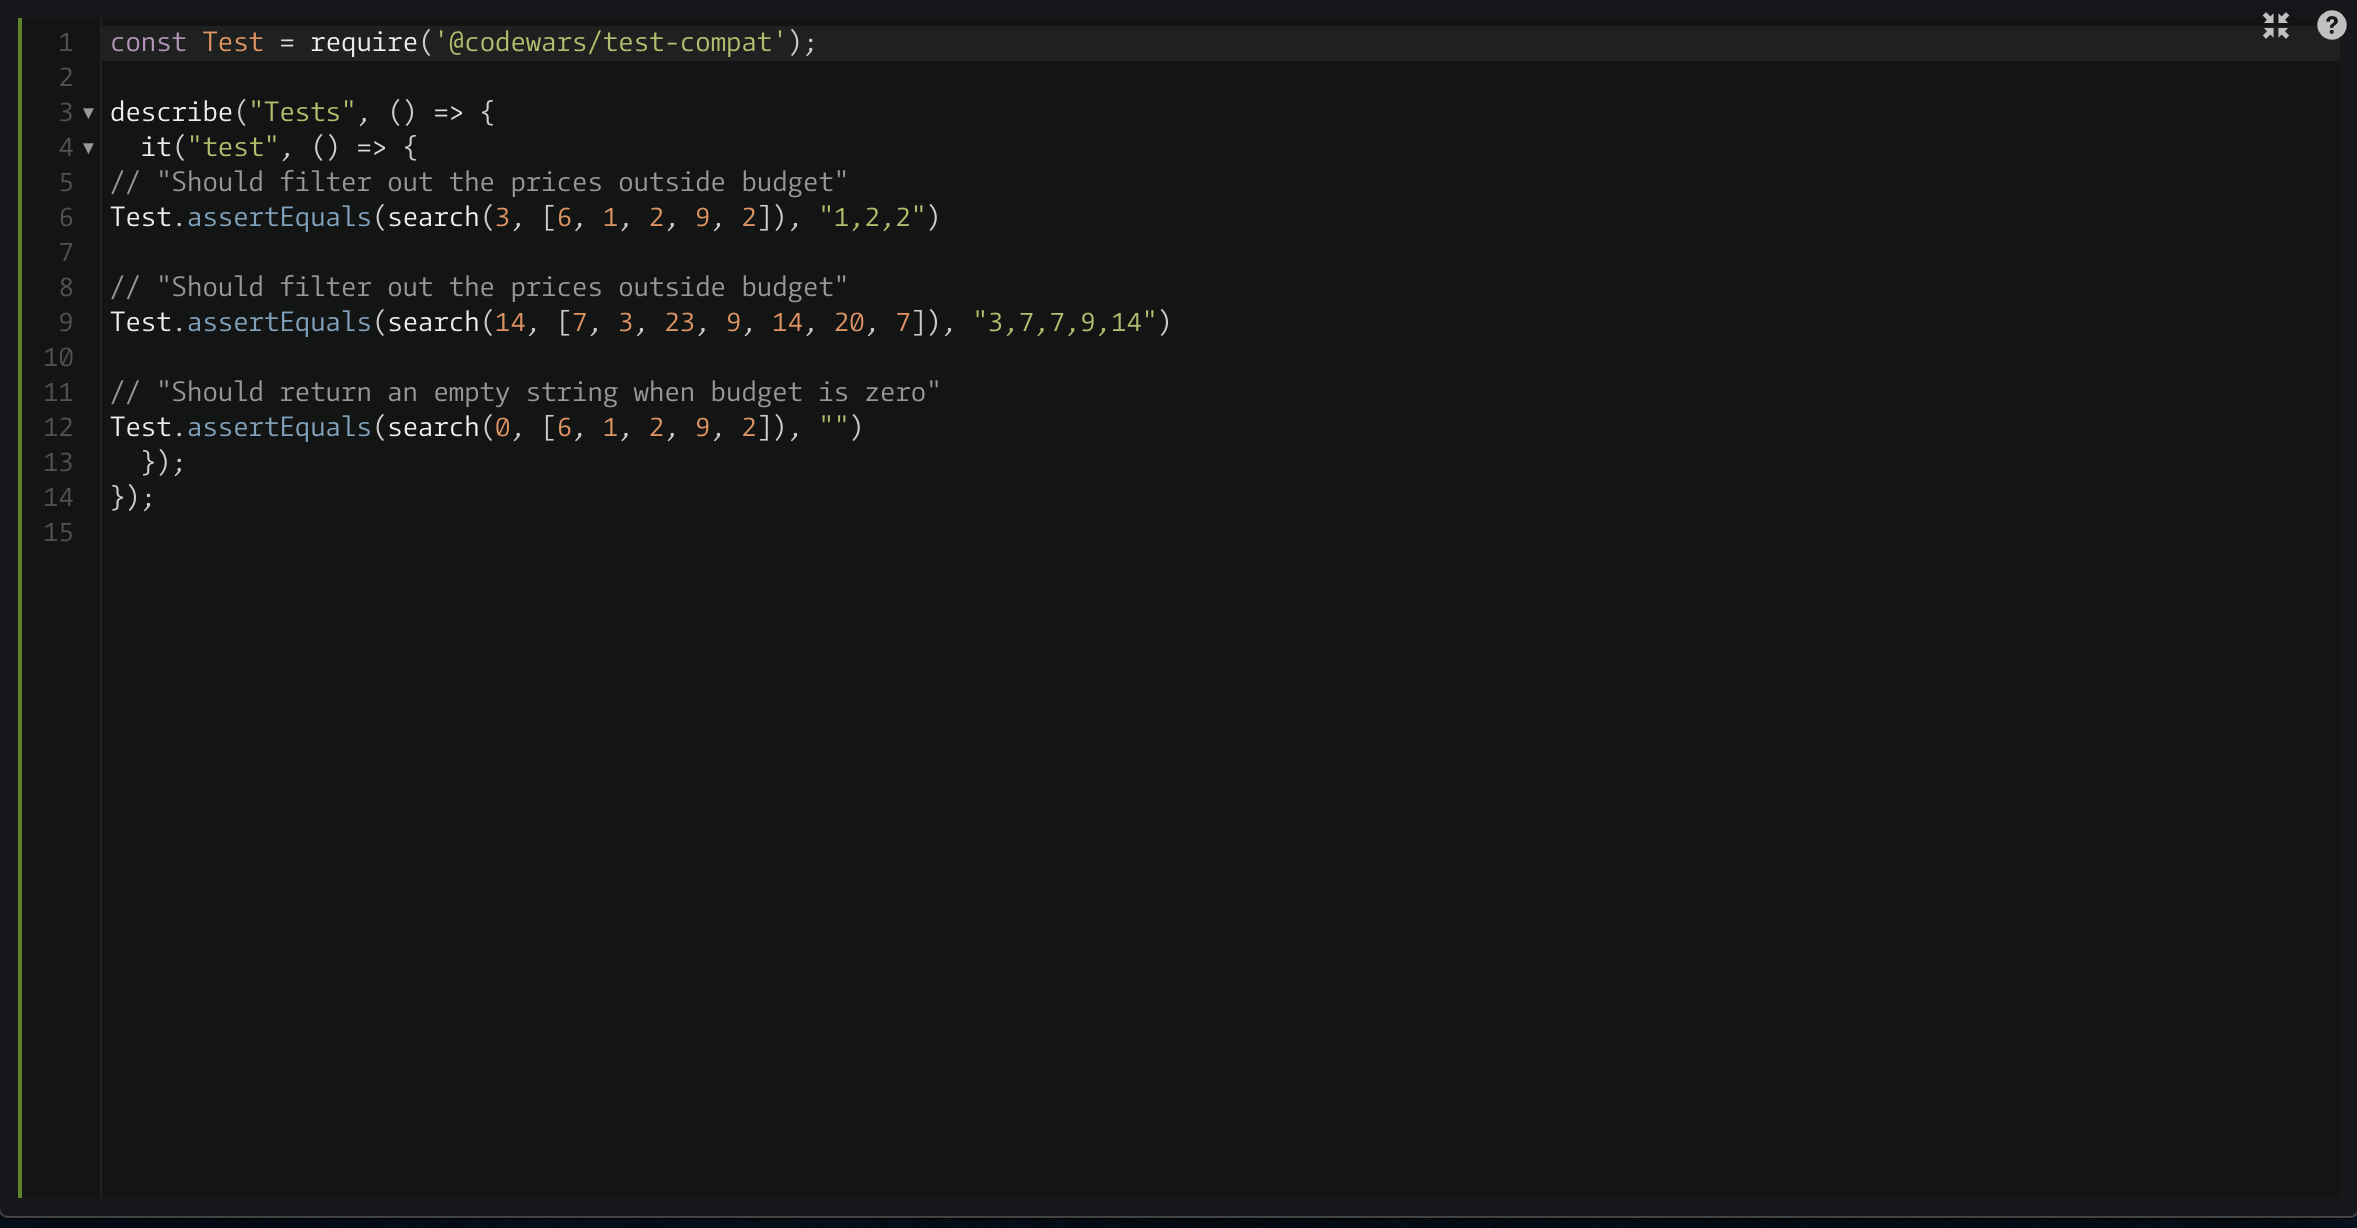 1 const Test = require('@codewars/test-compat');
2
3 describe("Tests", () => {
4   it("test", () => {
5 // "Should filter out the prices outside budget"
6 Test.assertEquals(search(3, [6, 1, 2, 9, 2]), "1,2,2")
7
8 // "Should filter out the prices outside budget"
9 Test.assertEquals(search(14, [7, 3, 23, 9, 14, 20, 7]), "3,7,7,9,14")
10
11 // "Should return an empty string when budget is zero"
12 Test.assertEquals(search(0, [6, 1, 2, 9, 2]), "")
13   });
14 });
15